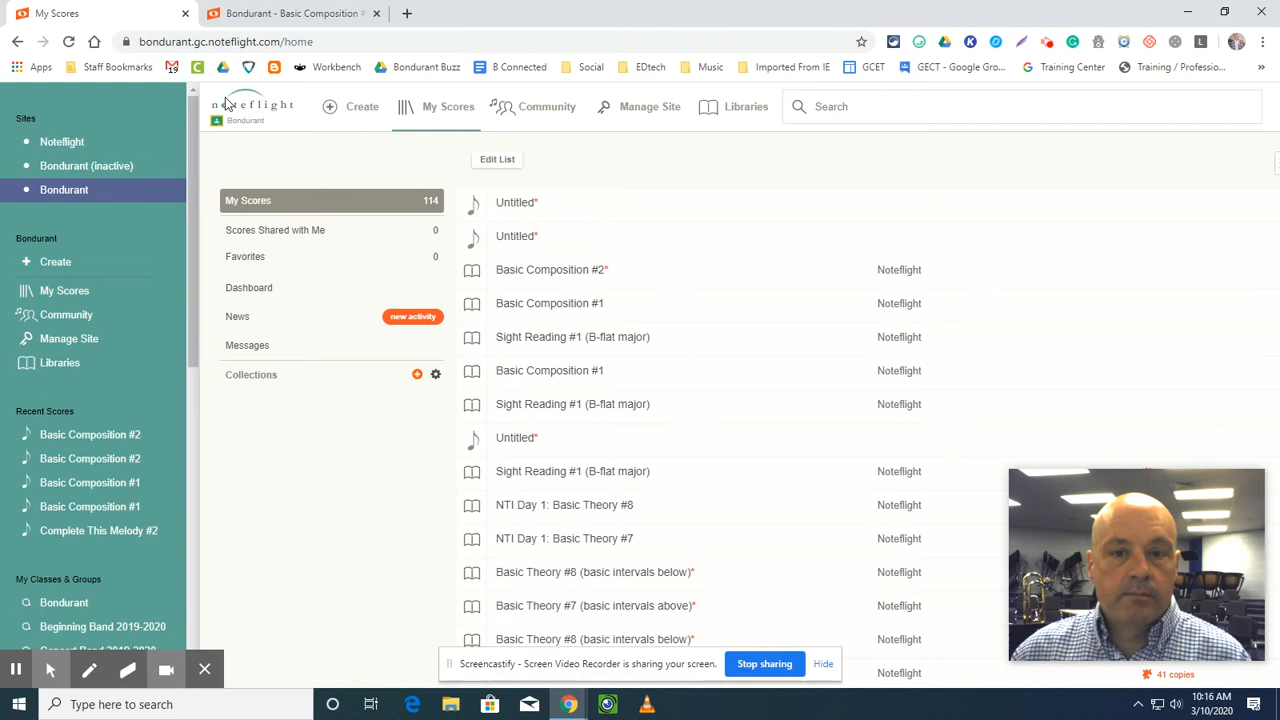 My Scores
Bondurant - Basic Composition #
bondurant.gc.noteflight.com/home
Apps
Staff Bookmarks
19
Workbench
Bondurant Buzz
B Connected
Social
EDtech
Music
Imported From IE
GCET
GECT - Google Gro...
Training / Professio...
Sites
Noteflight
Bondurant (inactive)
Bondurant
Bondurant
Create
My Scores
Community
Manage Site
Libraries
Recent Scores
Basic Composition #2
Basic Composition #2
Basic Composition #1
Basic Composition #1
Complete This Melody #2
My Classes & Groups
Bondurant
Beginning Band 2019-2020
Concert Band 2019-2020
noteflight
Bondurant
Create
My Scores
Community
Manage Site
Libraries
Search
Edit List
My Scores 114
Scores Shared with Me 0
Favorites 0
Dashboard
News new activity
Messages
Collections
Untitled*
Untitled*
Basic Composition #2* Noteflight
Basic Composition #1 Noteflight
Sight Reading #1 (B-flat major) Noteflight
Basic Composition #1 Noteflight
Sight Reading #1 (B-flat major) Noteflight
Untitled*
Sight Reading #1 (B-flat major) Noteflight
NTI Day 1: Basic Theory #8 Noteflight
NTI Day 1: Basic Theory #7 Noteflight
Basic Theory #8 (basic intervals below)* Noteflight
Basic Theory #7 (basic intervals above)* Noteflight
Basic Theory #8 (basic intervals below)* Noteflight
Noteflight
41 copies
Screencastify - Screen Video Recorder is sharing your screen.
Stop sharing
Hide
Type here to search
10:16 AM
3/10/2020